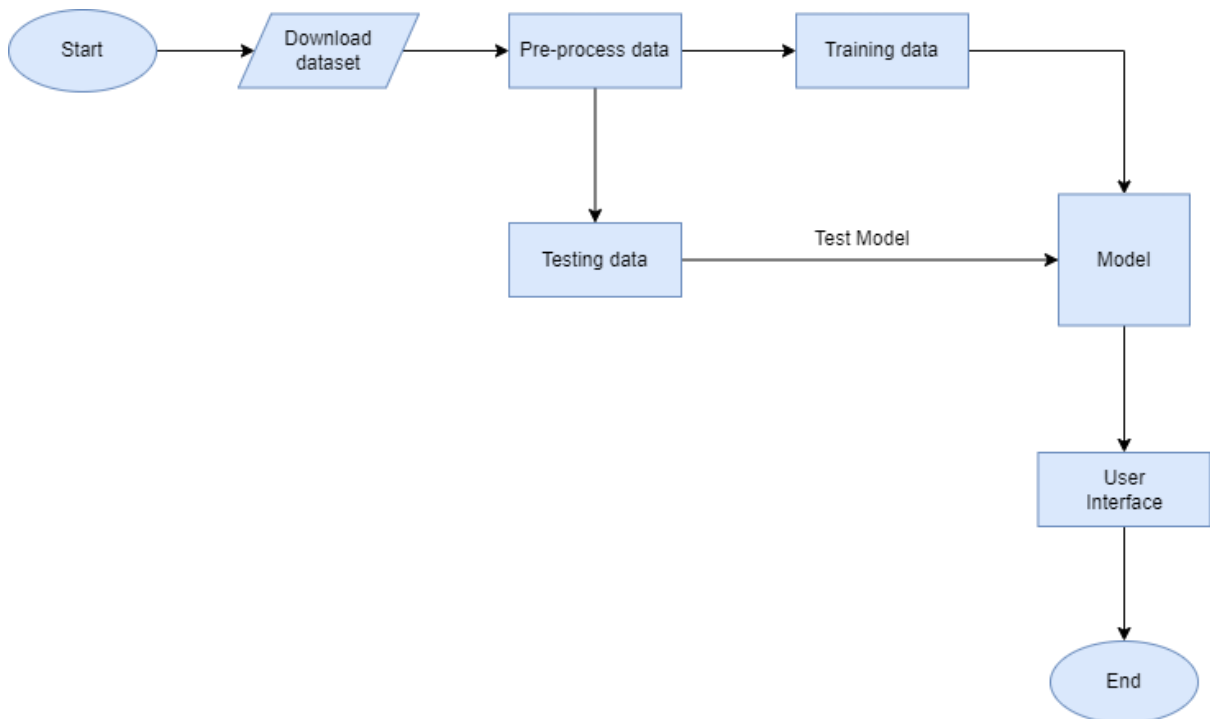 Start
Download
dataset
Pre-process data
Training data
Testing data
Test Model
Model
User
Interface
End